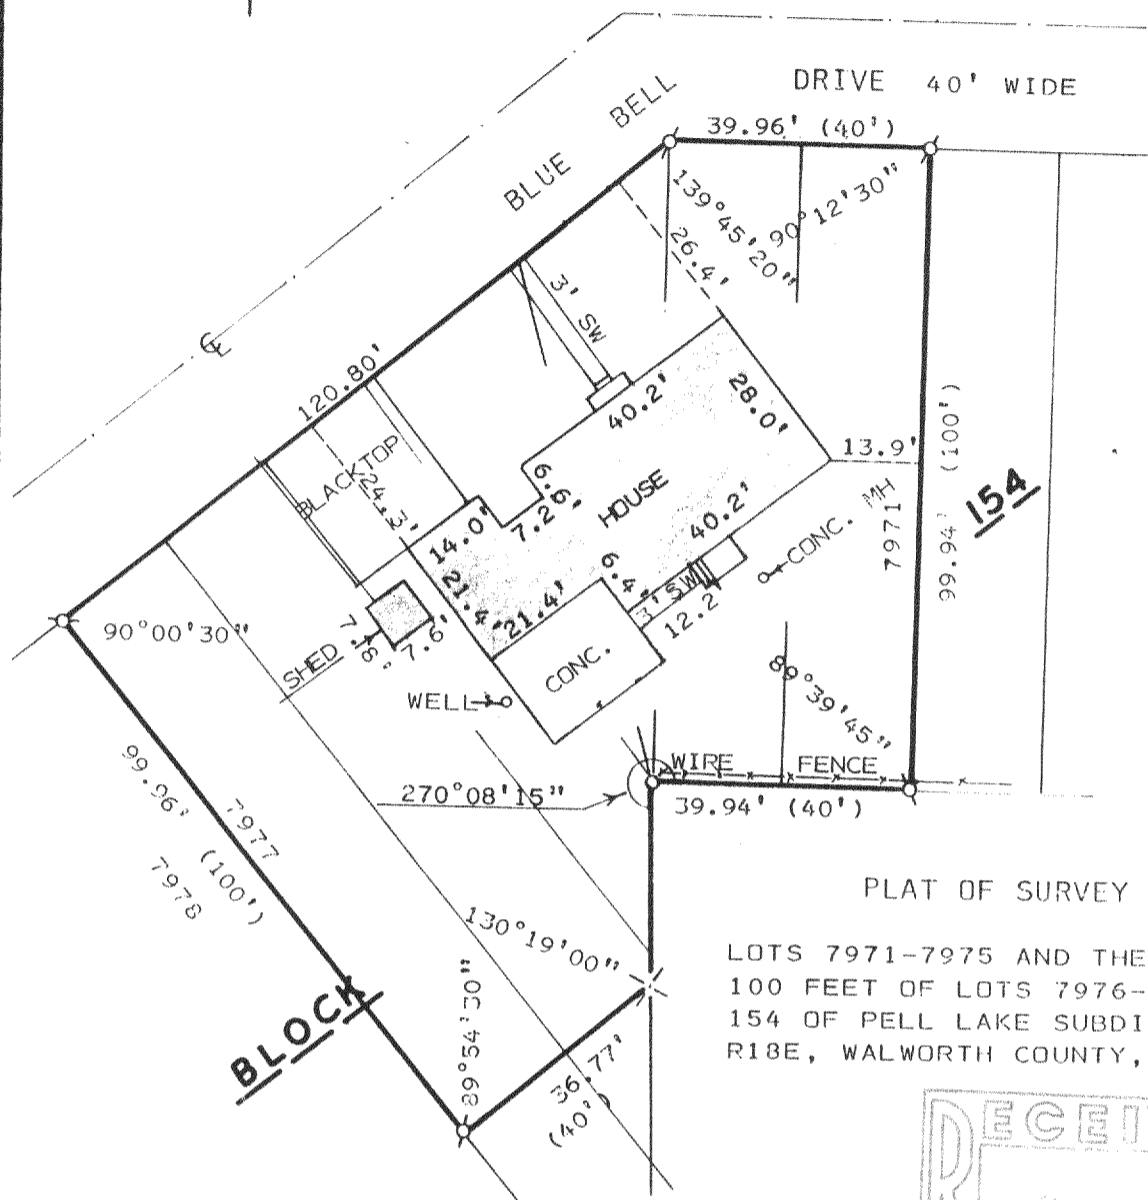 DRIVE 40' WIDE
BLUE BELL
39.96' (40')
139°45'20"
90°12'30"
26.4'
3' SW
120.80'
40.2'
28.0'
BLACKTOP
24.3'
6.6'
7.2'
HOUSE
14.0'
13.9'
99.94' (100')
154
7971
CONC. MH
40.2'
21.4'
21.4'
6.4'
3' SW
12.2
90°00'30"
SHED
7.6'
CONC.
WELL
89°39'45"
WIRE FENCE
270°08'15"
39.94' (40')
99.96' (100')
7977
7978
130°19'00"
89°54'30"
36.77'
(40')
BLOCK
PLAT OF SURVEY
LOTS 7971-7975 AND THE
100 FEET OF LOTS 7976-
154 OF PELL LAKE SUBDI
R18E, WALWORTH COUNTY,
RECEI